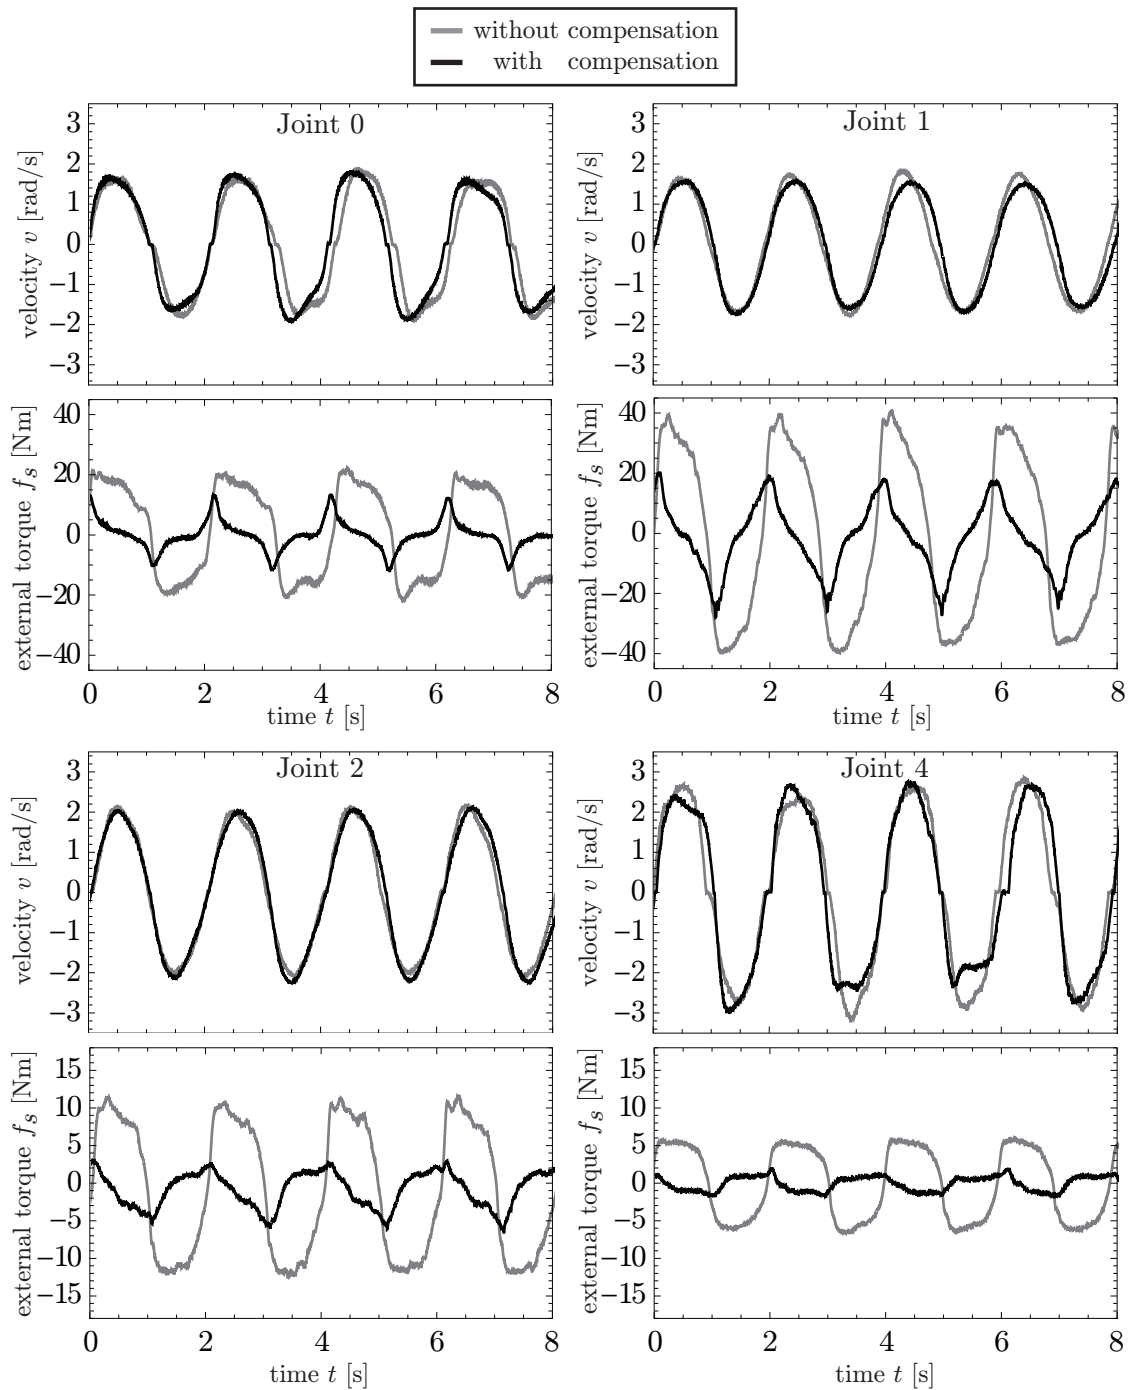 without compensation
with compensation
Joint 0
velocity v [rad/s]
3
2
1
0
−1
−2
−3
Joint 1
velocity v [rad/s]
3
2
1
0
−1
−2
−3
external torque f_s [Nm]
40
20
0
−20
−40
0 2 4 6 8
time t [s]
external torque f_s [Nm]
40
20
0
−20
−40
0 2 4 6 8
time t [s]
Joint 2
velocity v [rad/s]
3
2
1
0
−1
−2
−3
Joint 4
velocity v [rad/s]
3
2
1
0
−1
−2
−3
external torque f_s [Nm]
15
10
5
0
−5
−10
−15
0 2 4 6 8
time t [s]
external torque f_s [Nm]
15
10
5
0
−5
−10
−15
0 2 4 6 8
time t [s]